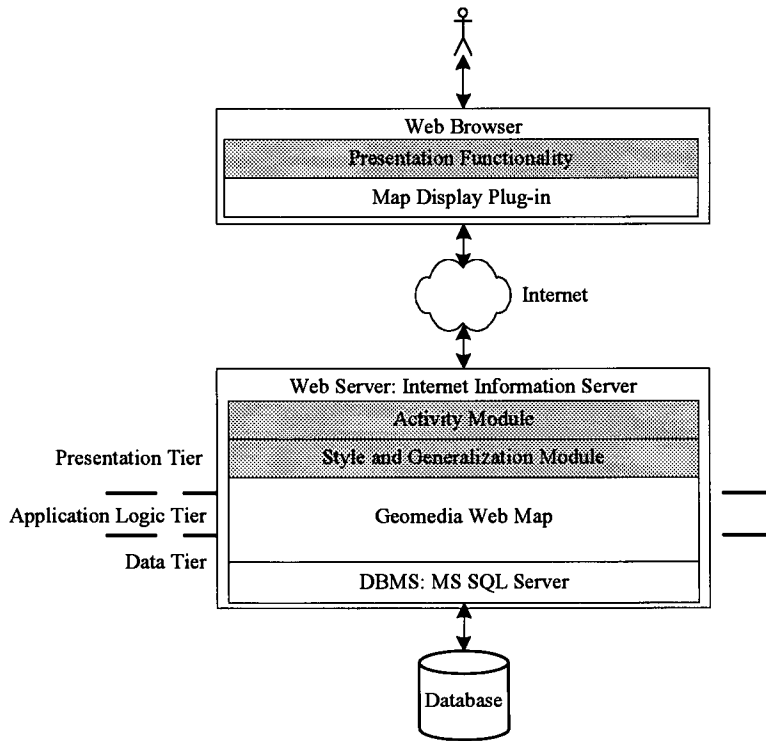 Web Browser
Presentation Functionality
Map Display Plug-in
Internet
Web Server: Internet Information Server
Activity Module
Presentation Tier
Style and Generalization Module
Application Logic Tier
Geomedia Web Map
Data Tier
DBMS: MS SQL Server
Database